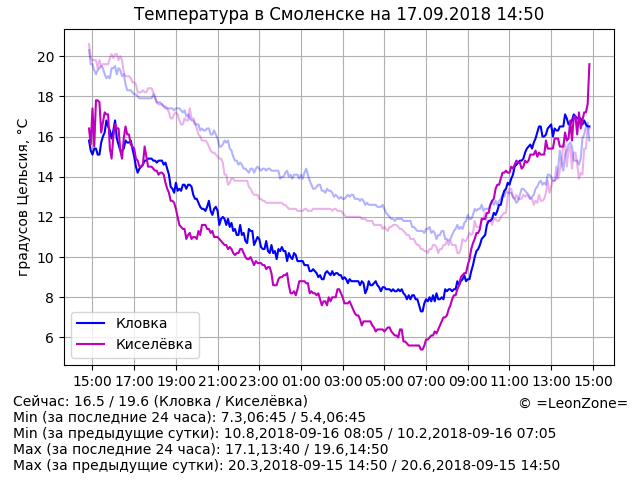 Температура в Смоленске на 17.09.2018 14:50
градусов Цельсия, °C
20
18
16
14
12
10
8
6
Кловка
Киселёвка
15:00 17:00 19:00 21:00 23:00 01:00 03:00 05:00 07:00 09:00 11:00 13:00 15:00
Сейчас: 16.5 / 19.6 (Кловка / Киселёвка)
© =LeonZone=
Min (за последние 24 часа): 7.3,06:45 / 5.4,06:45
Min (за предыдущие сутки): 10.8,2018-09-16 08:05 / 10.2,2018-09-16 07:05
Max (за последние 24 часа): 17.1,13:40 / 19.6,14:50
Max (за предыдущие сутки): 20.3,2018-09-15 14:50 / 20.6,2018-09-15 14:50